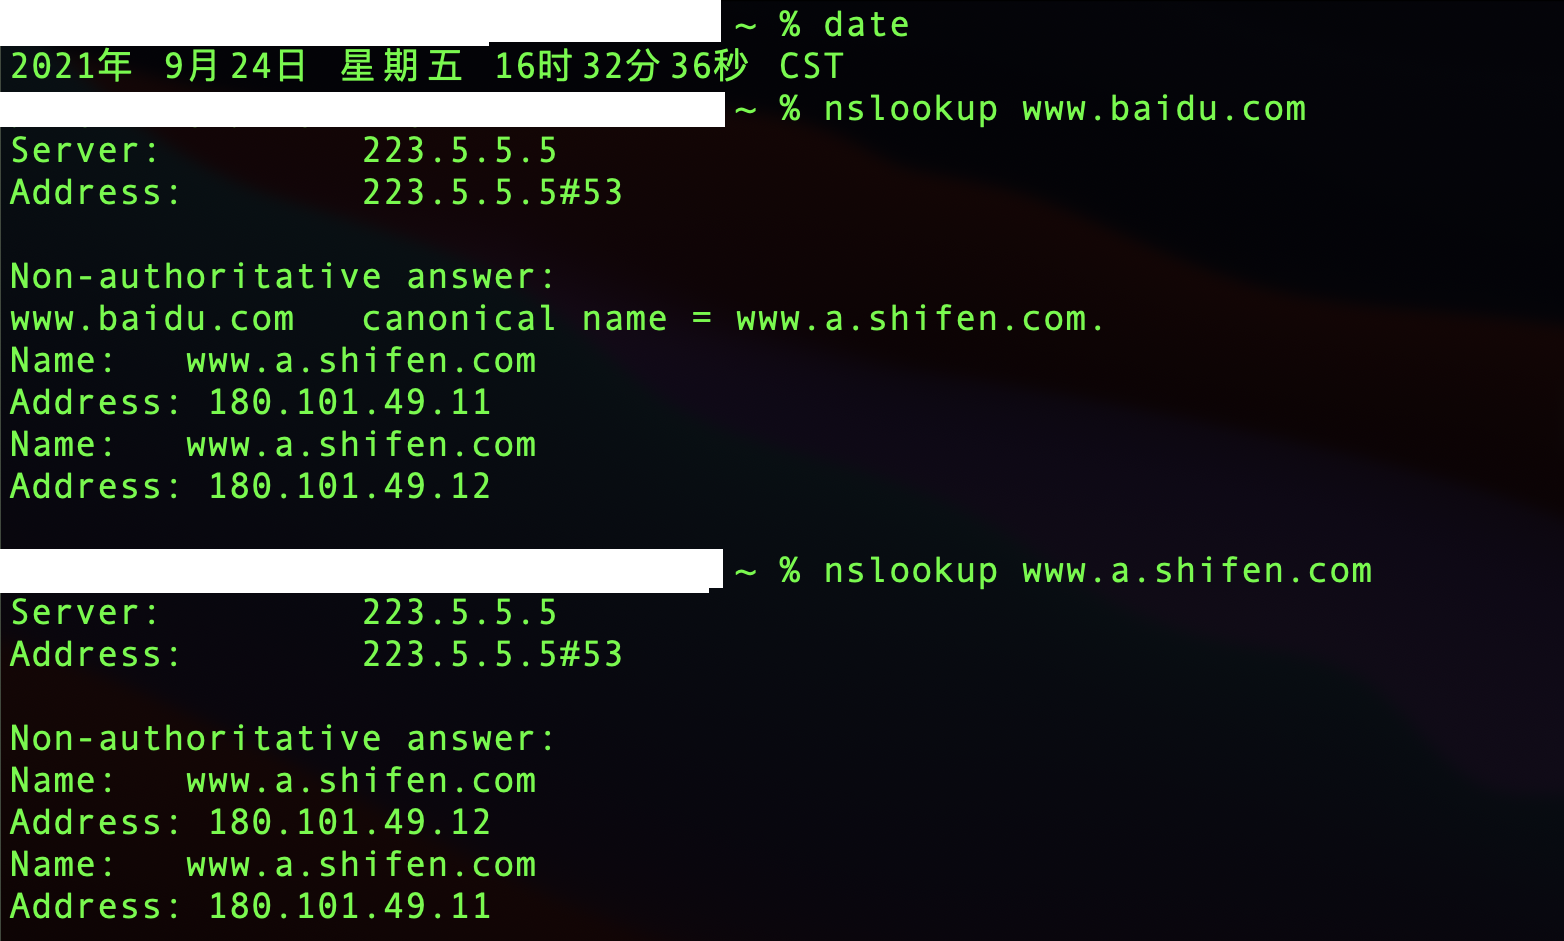 ~ % date
2021年 9月24日 星期五 16时32分36秒 CST
~ % nslookup www.baidu.com
Server: 223.5.5.5
Address: 223.5.5.5#53
Non-authoritative answer:
www.baidu.com canonical name = www.a.shifen.com.
Name: www.a.shifen.com
Address: 180.101.49.11
Name: www.a.shifen.com
Address: 180.101.49.12
~ % nslookup www.a.shifen.com
Server: 223.5.5.5
Address: 223.5.5.5#53
Non-authoritative answer:
Name: www.a.shifen.com
Address: 180.101.49.12
Name: www.a.shifen.com
Address: 180.101.49.11